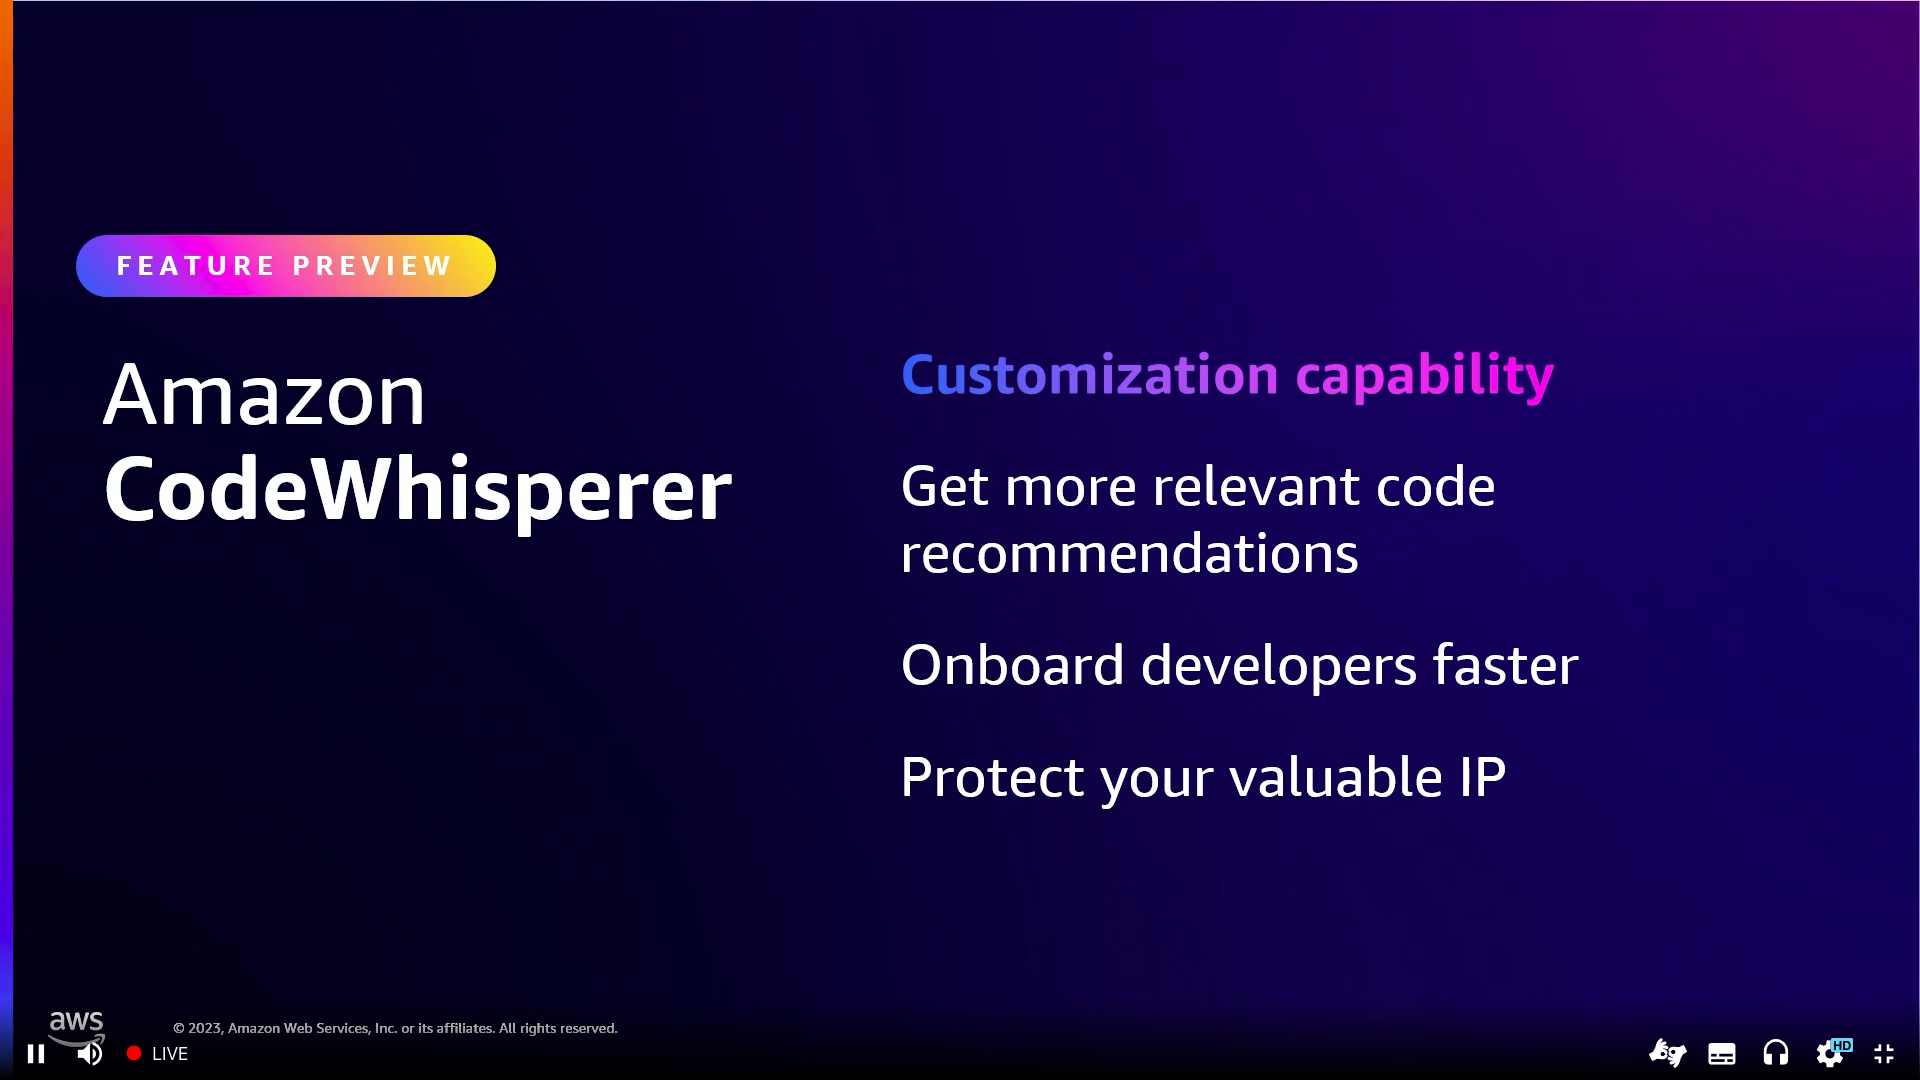 FEATURE PREVIEW
Amazon
CodeWhisperer
Customization capability
Get more relevant code
recommendations
Onboard developers faster
Protect your valuable IP
aws
© 2023, Amazon Web Services, Inc. or its affiliates. All rights reserved.
LIVE
HD